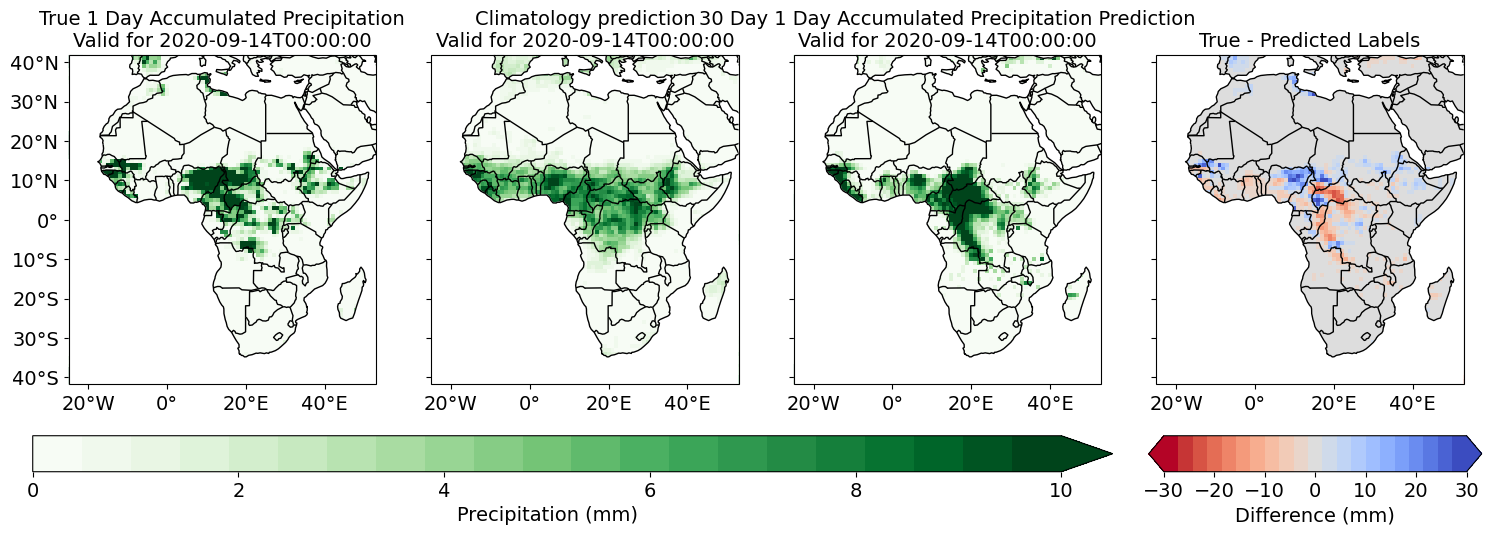 True 1 Day Accumulated Precipitation
Valid for 2020-09-14T00:00:00
Climatology prediction
Valid for 2020-09-14T00:00:00
30 Day 1 Day Accumulated Precipitation Prediction
Valid for 2020-09-14T00:00:00
True - Predicted Labels
40°N
30°N
20°N
10°N
0°
10°S
20°S
30°S
40°S
20°W 0° 20°E 40°E
20°W 0° 20°E 40°E
20°W 0° 20°E 40°E
20°W 0° 20°E 40°E
0 2 4 6 8 10
Precipitation (mm)
−30 −20 −10 0 10 20 30
Difference (mm)